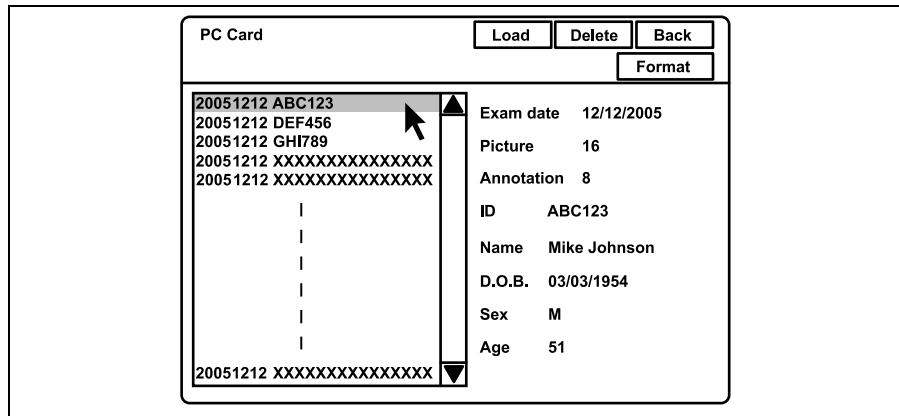 PC Card Load Delete Back
Format
20051212 ABC123
20051212 DEF456
20051212 GHI789
20051212 XXXXXXXXXXXXXXX
20051212 XXXXXXXXXXXXXXX
20051212 XXXXXXXXXXXXXXX
Exam date 12/12/2005
Picture 16
Annotation 8
ID ABC123
Name Mike Johnson
D.O.B. 03/03/1954
Sex M
Age 51